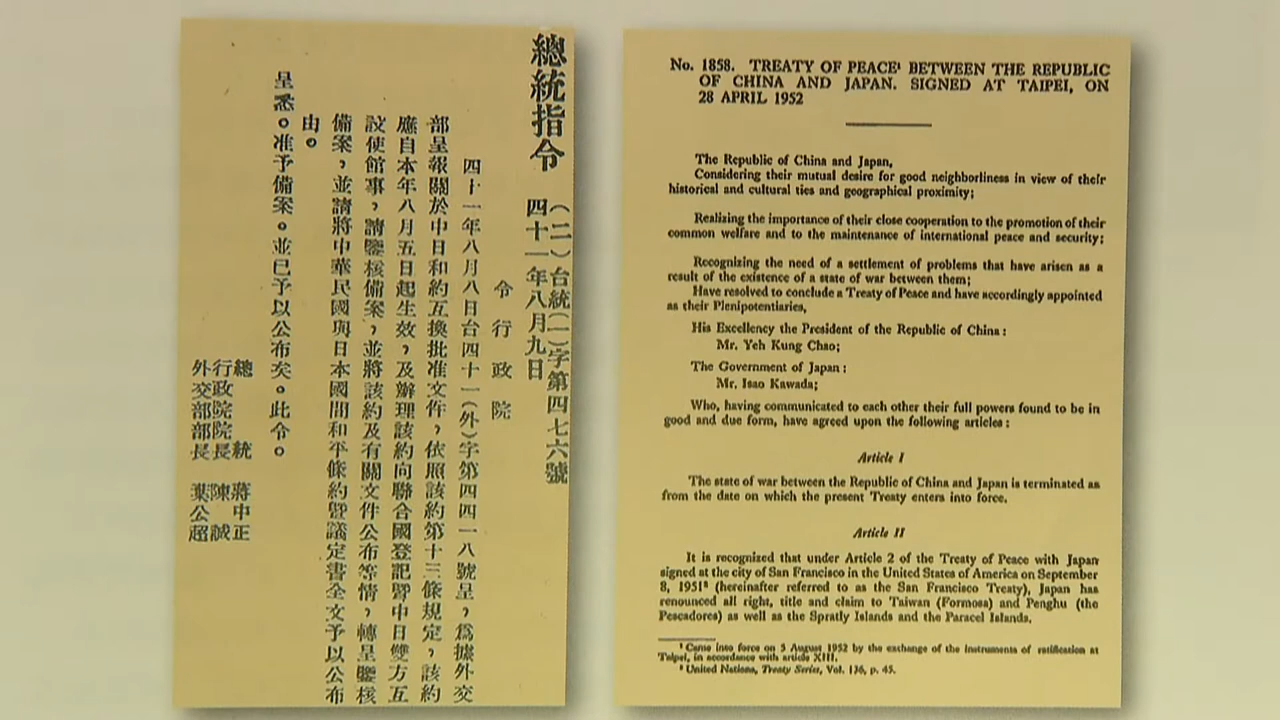 總統指令
(二)台統(一)字第四七六號
四十一年八月九日
令行政院
四十一年八月八日台四十一(外)字第四四一八號呈,為據外交
部呈報關於中日和約互換批准文件,依照該約第十三條規定,該約
應自本年八月五日起生效,及辦理該約向聯合國登記暨中日雙方互
設使館事,請鑒核備案,並將該約及有關文件公布等情,轉呈鑒核
備案,並請將中華民國與日本國間和平條約暨議定書全文予以公布
由。
呈悉。准予備案。並已予以公布矣。此令。
總統 蔣中正
行政院院長 陳誠
外交部部長 葉公超
No. 1858. TREATY OF PEACE¹ BETWEEN THE REPUBLIC
OF CHINA AND JAPAN. SIGNED AT TAIPEI, ON
28 APRIL 1952
The Republic of China and Japan,
Considering their mutual desire for good neighborliness in view of their
historical and cultural ties and geographical proximity;
Realizing the importance of their close cooperation to the promotion of their
common welfare and to the maintenance of international peace and security;
Recognizing the need of a settlement of problems that have arisen as a
result of the existence of a state of war between them;
Have resolved to conclude a Treaty of Peace and have accordingly appointed
as their Plenipotentiaries,
His Excellency the President of the Republic of China :
Mr. Yeh Kung Chao;
The Government of Japan :
Mr. Isao Kawada;
Who, having communicated to each other their full powers found to be in
good and due form, have agreed upon the following articles :
Article I
The state of war between the Republic of China and Japan is terminated as
from the date on which the present Treaty enters into force.
Article II
It is recognized that under Article 2 of the Treaty of Peace with Japan
signed at the city of San Francisco in the United States of America on September
8, 1951² (hereinafter referred to as the San Francisco Treaty), Japan has
renounced all right, title and claim to Taiwan (Formosa) and Penghu (the
Pescadores) as well as the Spratly Islands and the Paracel Islands.
¹ Came into force on 5 August 1952 by the exchange of the instruments of ratification at
Taipei, in accordance with article XIII.
² United Nations, Treaty Series, Vol. 136, p. 45.